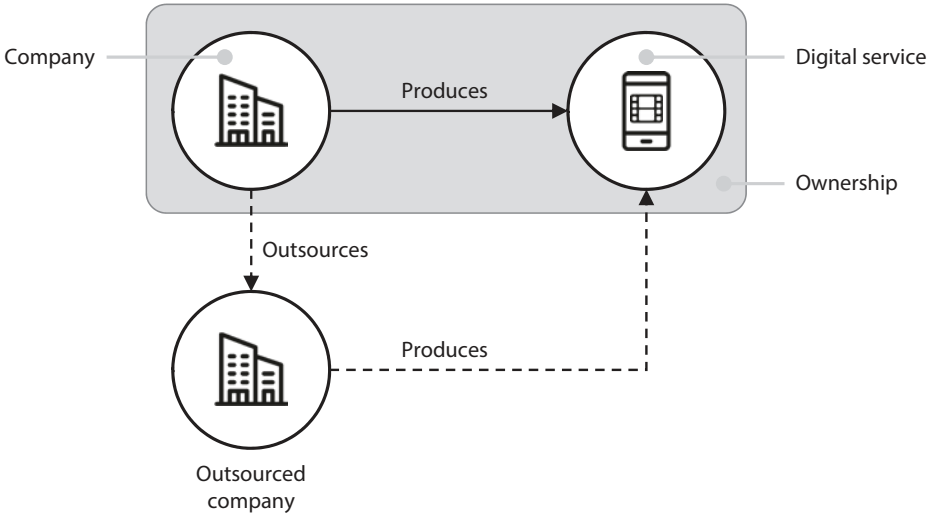 Company
Produces
Digital service
Ownership
Outsources
Produces
Outsourced
company